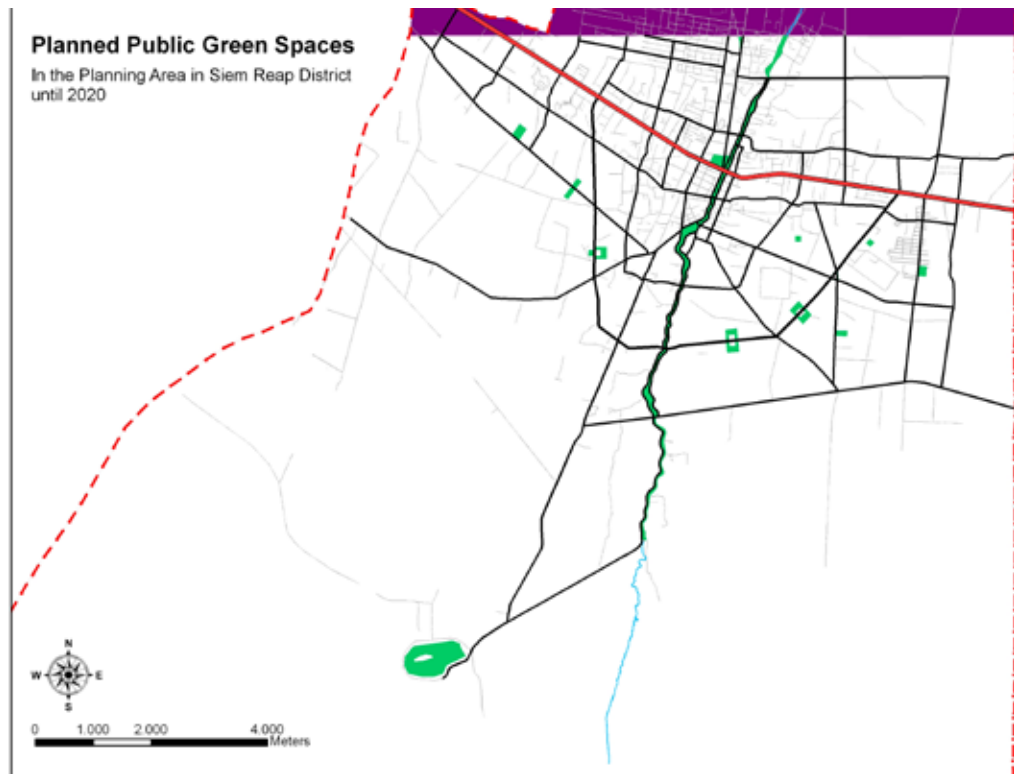 Planned Public Green Spaces
In the Planning Area in Siem Reap District
until 2020
N
W E
S
0 1.000 2.000 4.000
Meters